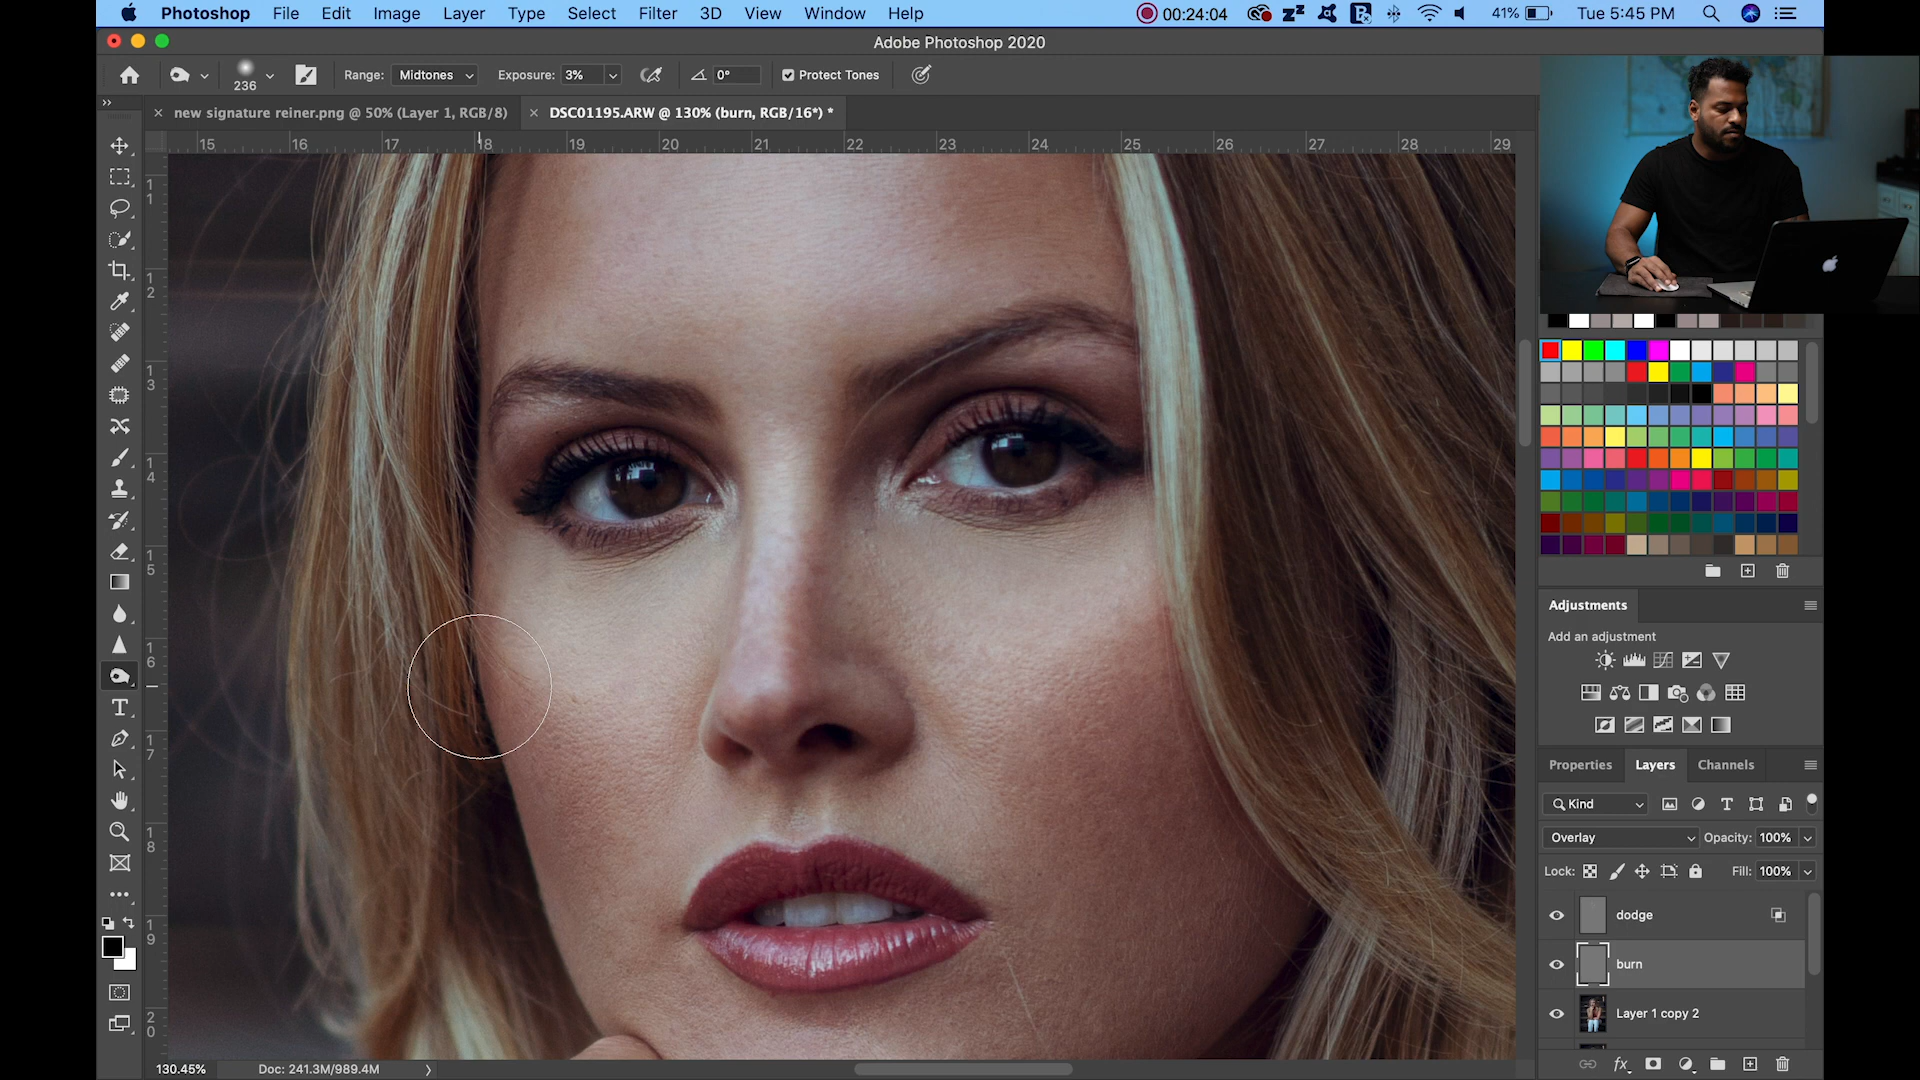 Photoshop File Edit Image Layer Type Select Filter 3D View Window Help 00:24:04 41% Tue 5:45 PM
Adobe Photoshop 2020
236 Range: Midtones Exposure: 3% 0° Protect Tones
new signature reiner.png @ 50% (Layer 1, RGB/8) DSC01195.ARW @ 130% (burn, RGB/16*) *
15 16 17 18 19 20 21 22 23 24 25 26 27 28 29
1
1
1
2
1
3
1
4
1
5
1
6
1
7
1
8
1
9
2
0
Adjustments
Add an adjustment
Properties Layers Channels
Kind
Overlay Opacity: 100%
Lock: Fill: 100%
dodge
burn
Layer 1 copy 2
fx
130.45% Doc: 241.3M/989.4M